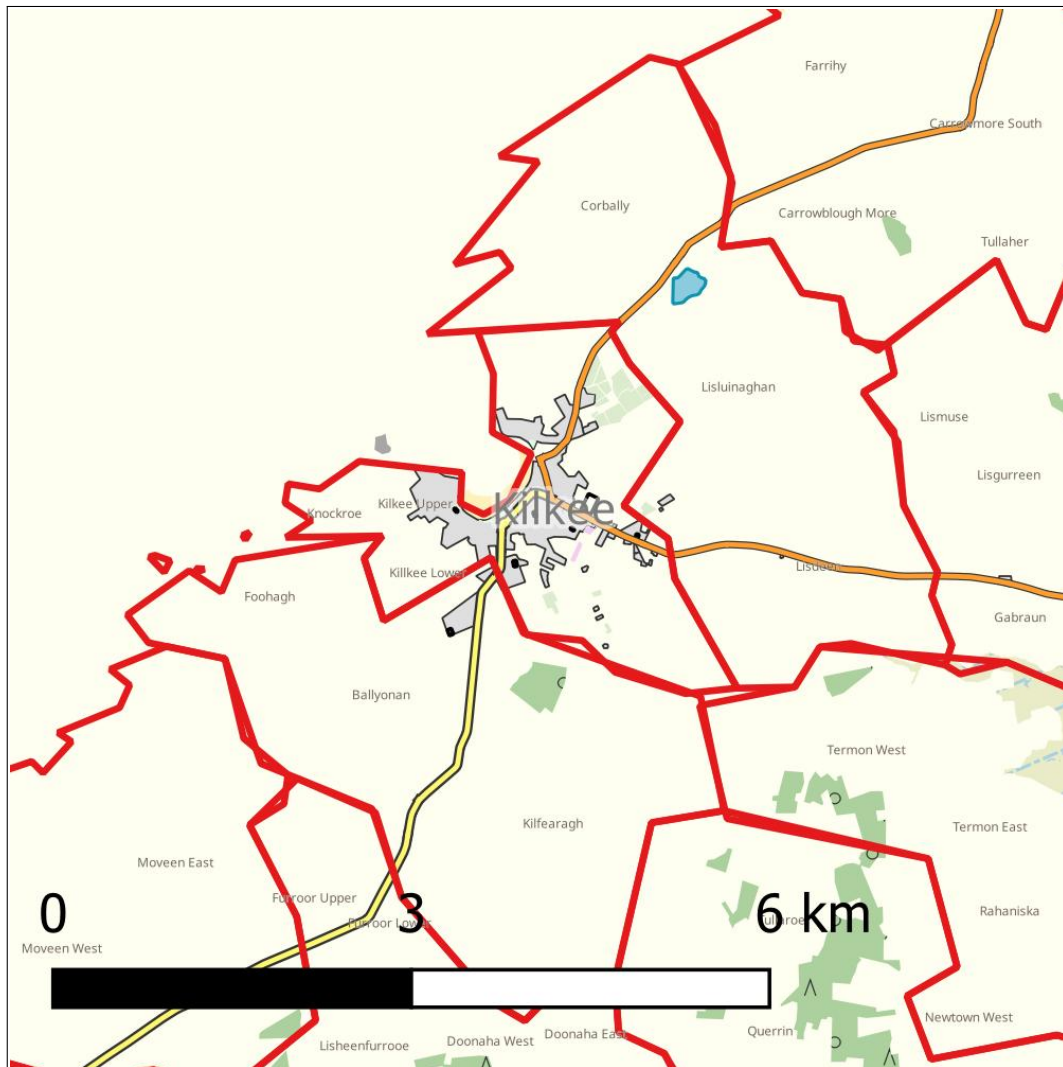 Farrihy
Carrowmore South
Corbally
Carrowblough More
Tullaher
Lisluinaghan
Lismuse
Lisgurreen
Knockroe
Kilkee Upper
Kilkee
Killkee Lower
Lisdeen
Foohagh
Gabraun
Ballyonan
Termon West
Kilfearagh
Termon East
Moveen East
Furroor Upper
Rahaniska
0 3 6 km
Furroor Lower
Moveen West
Newtown West
Querrin
Doonaha East
Doonaha West
Lisheenfurrooe